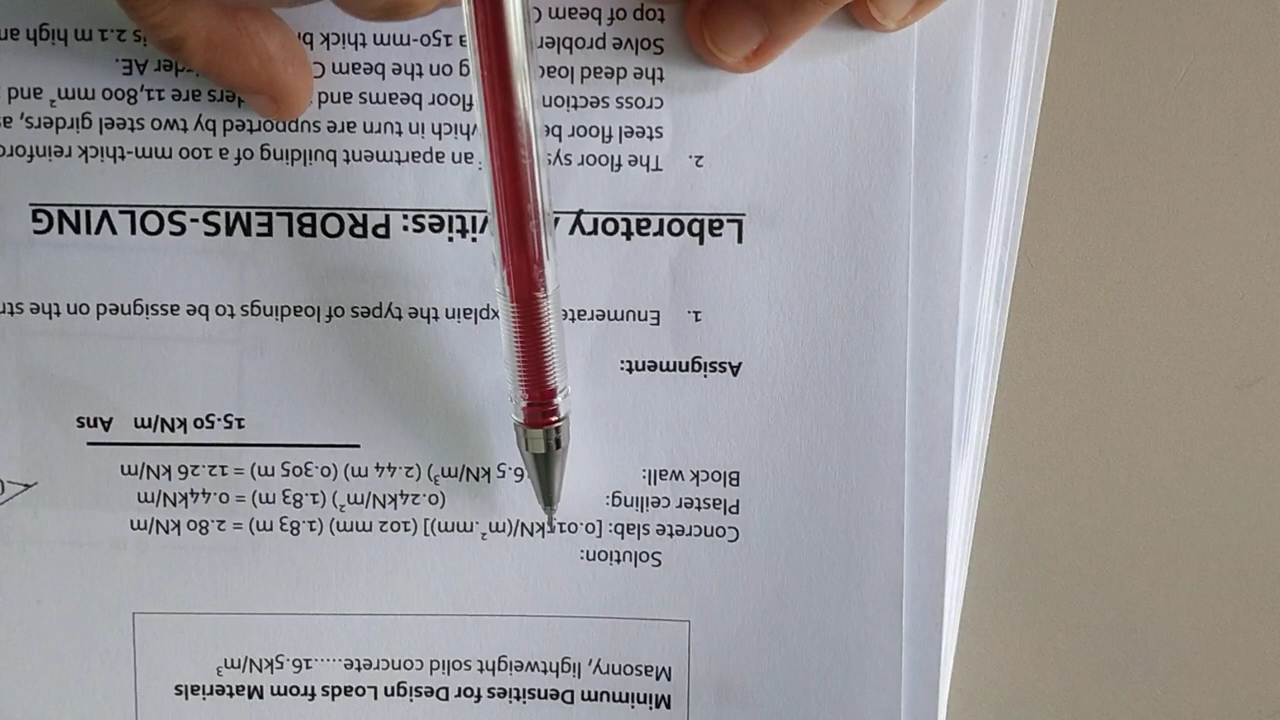 Minimum Densities for Design Loads from Materials
Masonry, lightweight solid concrete.....16.5kN/m³
Solution:
Concrete slab: [0.015kN/(m².mm)] (102 mm) (1.83 m) = 2.80 kN/m
Plaster ceiling: (0.24kN/m²) (1.83 m) = 0.44kN/m
Block wall: 6.5 kN/m³) (2.44 m) (0.305 m) = 12.26 kN/m
15.50 kN/m Ans
Assignment:
1. Enumerate xplain the types of loadings to be assigned on the str
Laboratory vities: PROBLEMS-SOLVING
2. The floor sys an apartment building of a 100 mm-thick reinforc
steel floor be which in turn are supported by two steel girders, as
cross section floor beams and ders are 11,800 mm² and
the dead load g on the beam C irder AE.
Solve problem a 150-mm thick br is 2.1 m high an
top of beam C